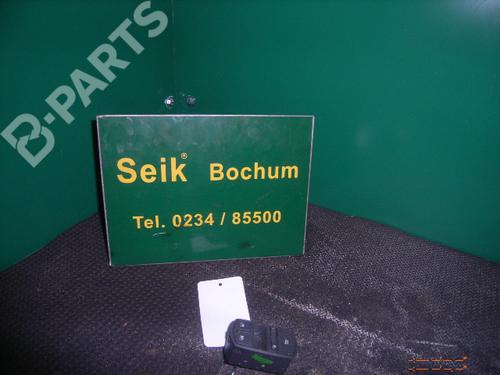 B-PARTS
Seik® Bochum
Tel. 0234 / 85500